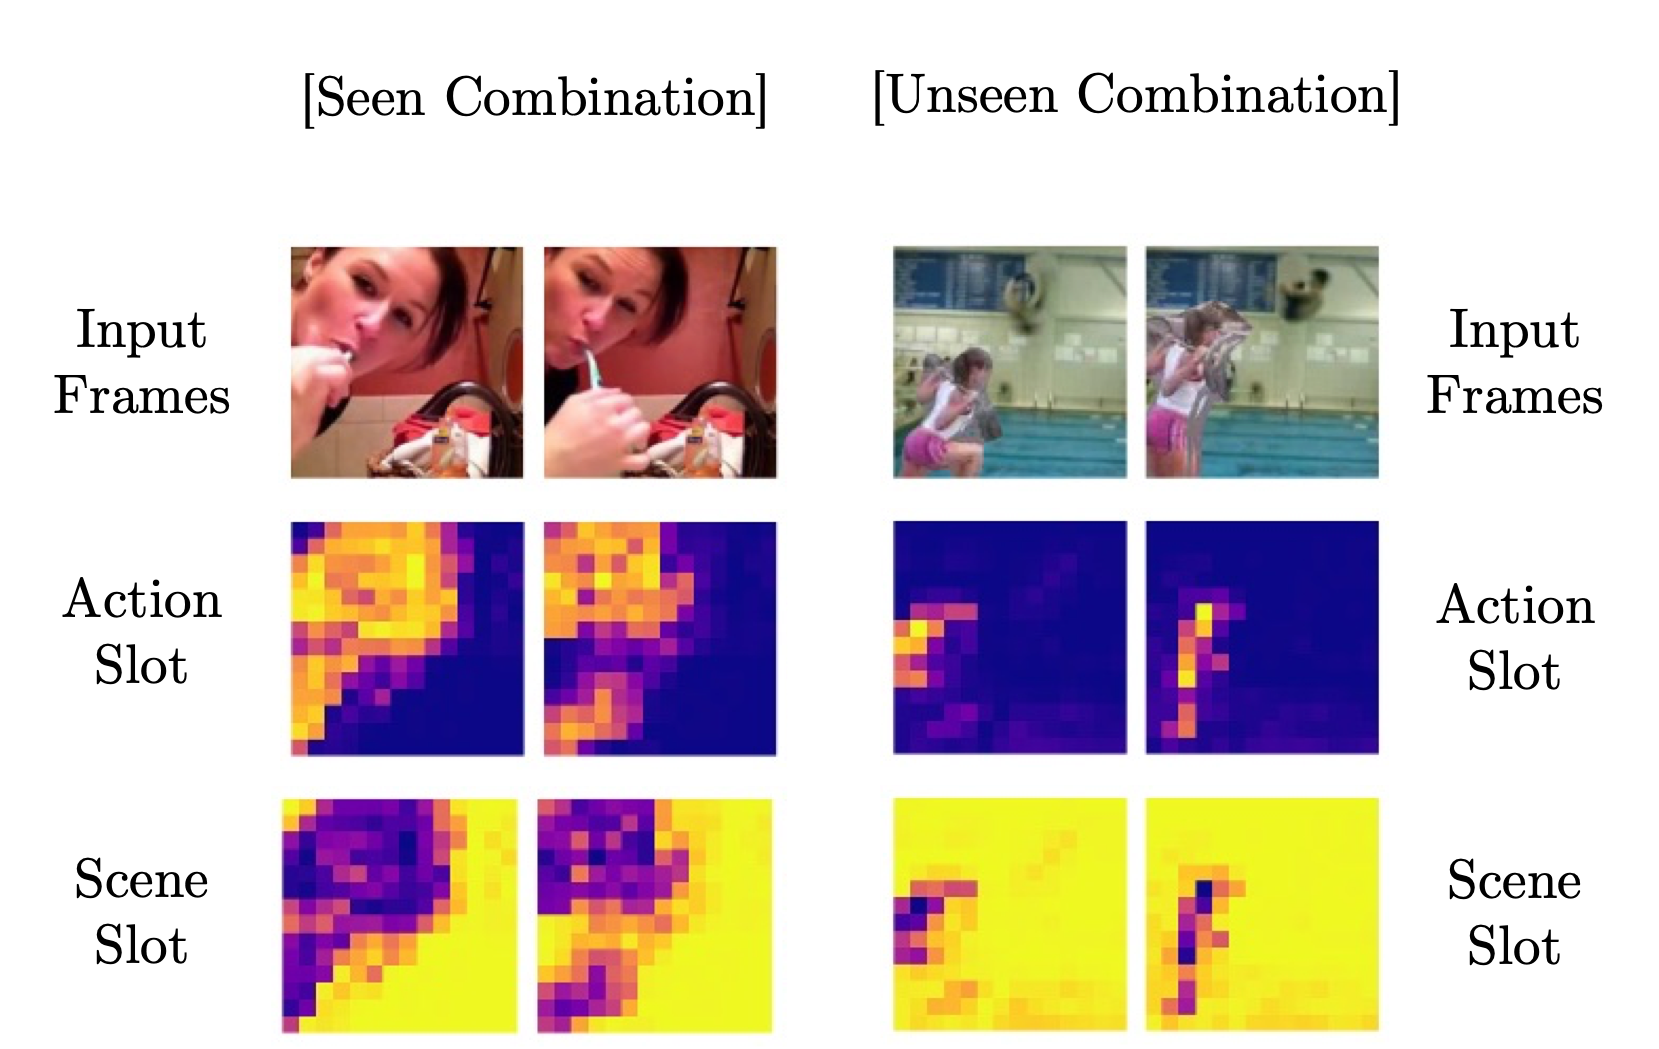 [Seen Combination]
[Unseen Combination]
Input
Frames
Input
Frames
Action
Slot
Action
Slot
Scene
Slot
Scene
Slot